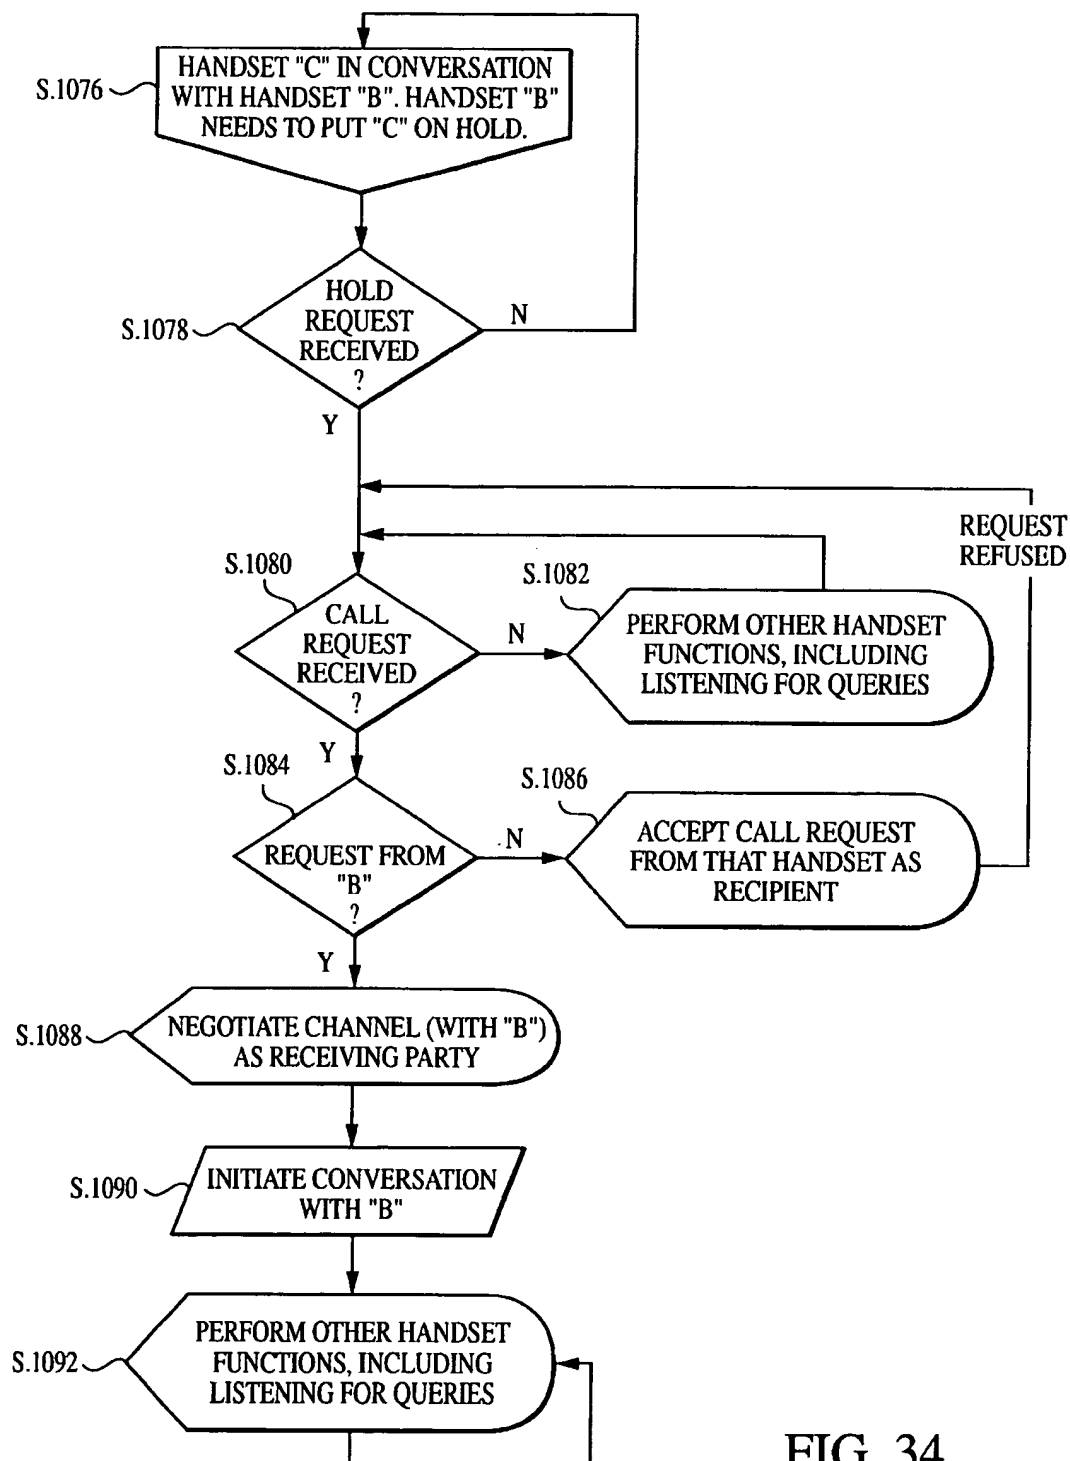 S.1076
HANDSET "C" IN CONVERSATION
WITH HANDSET "B". HANDSET "B"
NEEDS TO PUT "C" ON HOLD.
S.1078
HOLD
REQUEST
RECEIVED
?
N
Y
REQUEST
REFUSED
S.1080
CALL
REQUEST
RECEIVED
?
N
Y
S.1082
PERFORM OTHER HANDSET
FUNCTIONS, INCLUDING
LISTENING FOR QUERIES
S.1084
REQUEST FROM
"B"
?
N
Y
S.1086
ACCEPT CALL REQUEST
FROM THAT HANDSET AS
RECIPIENT
S.1088
NEGOTIATE CHANNEL (WITH "B")
AS RECEIVING PARTY
S.1090
INITIATE CONVERSATION
WITH "B"
S.1092
PERFORM OTHER HANDSET
FUNCTIONS, INCLUDING
LISTENING FOR QUERIES
FIG. 34